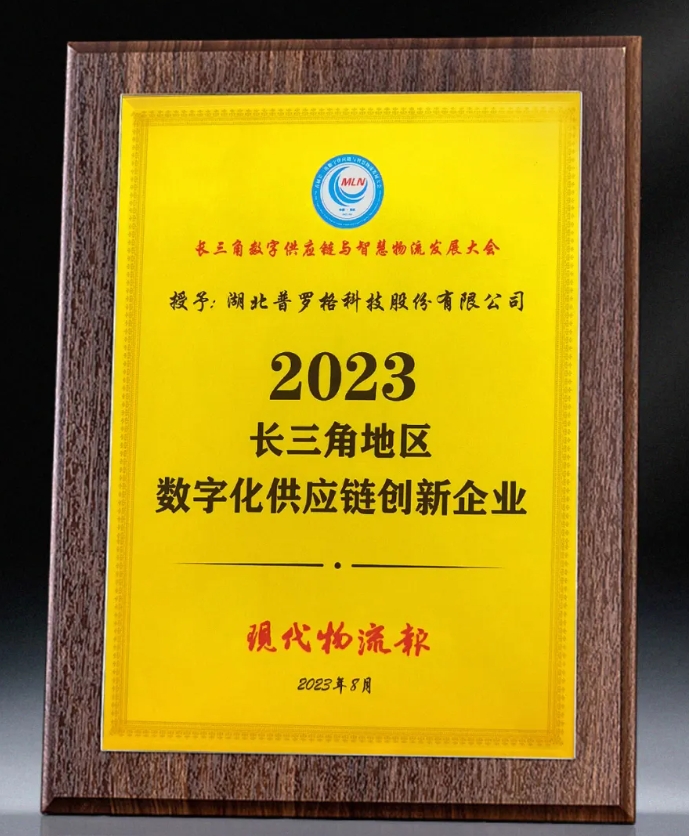 MLN
长三角数字供应链与智慧物流发展大会
授予: 湖北普罗格科技股份有限公司
2023
长三角地区
数字化供应链创新企业
现代物流报
2023年8月